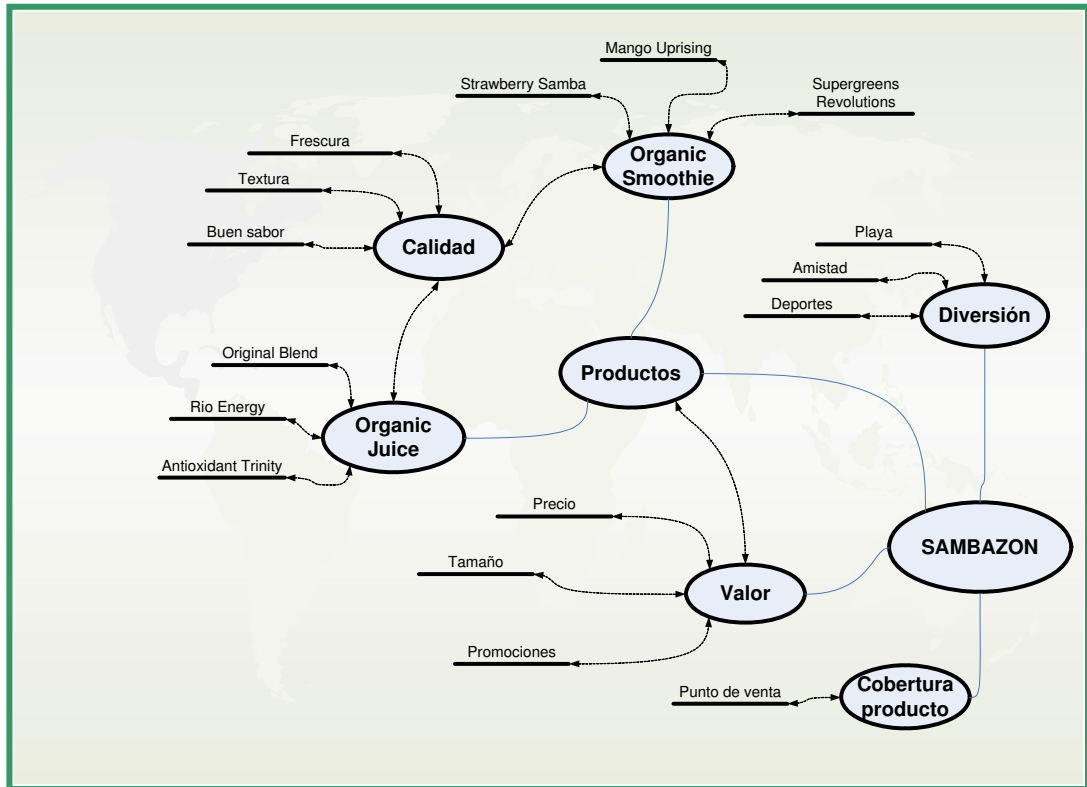 Mango Uprising
Strawberry Samba
Supergreens
Revolutions
Frescura
Organic
Smoothie
Textura
Buen sabor
Calidad
Playa
Amistad
Deportes
Diversión
Original Blend
Productos
Rio Energy
Organic
Juice
Antioxidant Trinity
Precio
SAMBAZON
Tamaño
Valor
Promociones
Punto de venta
Cobertura
producto